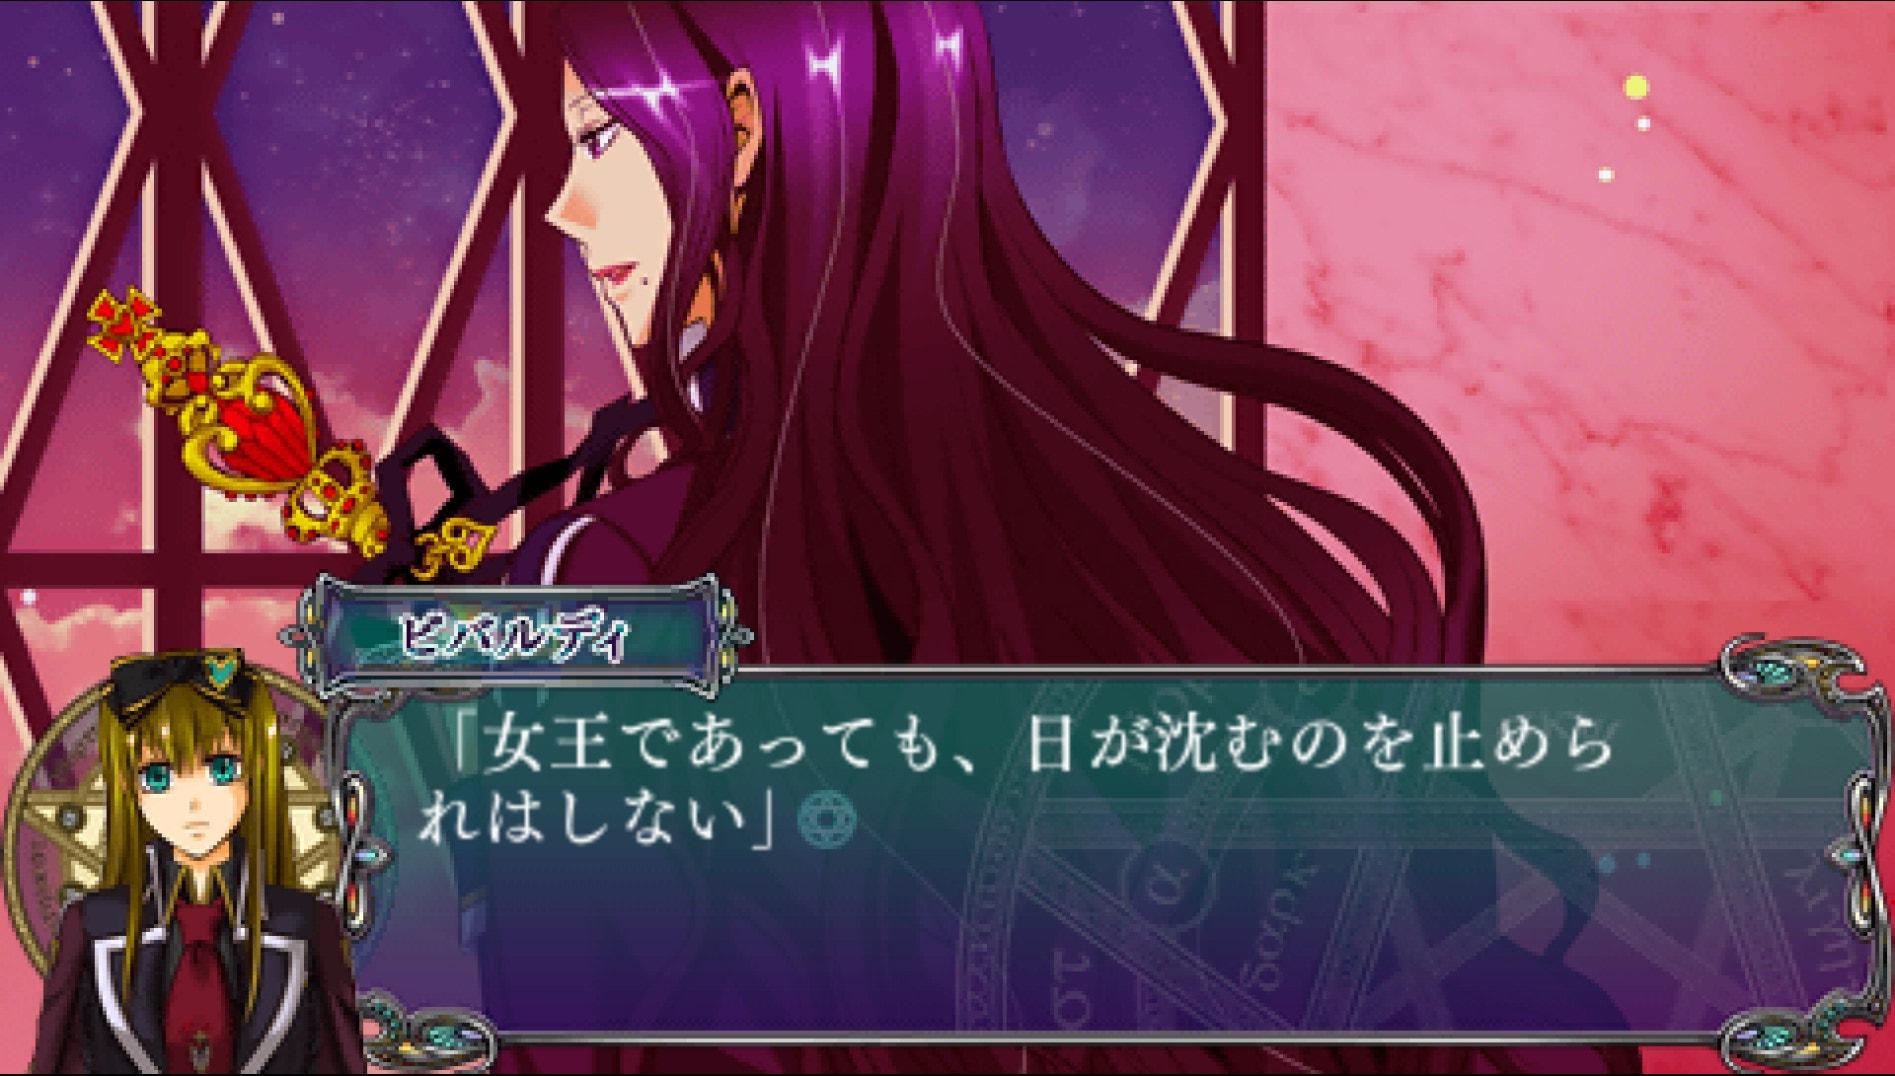 ビバルディ
「女王であっても、日が沈むのを止めら
れはしない」